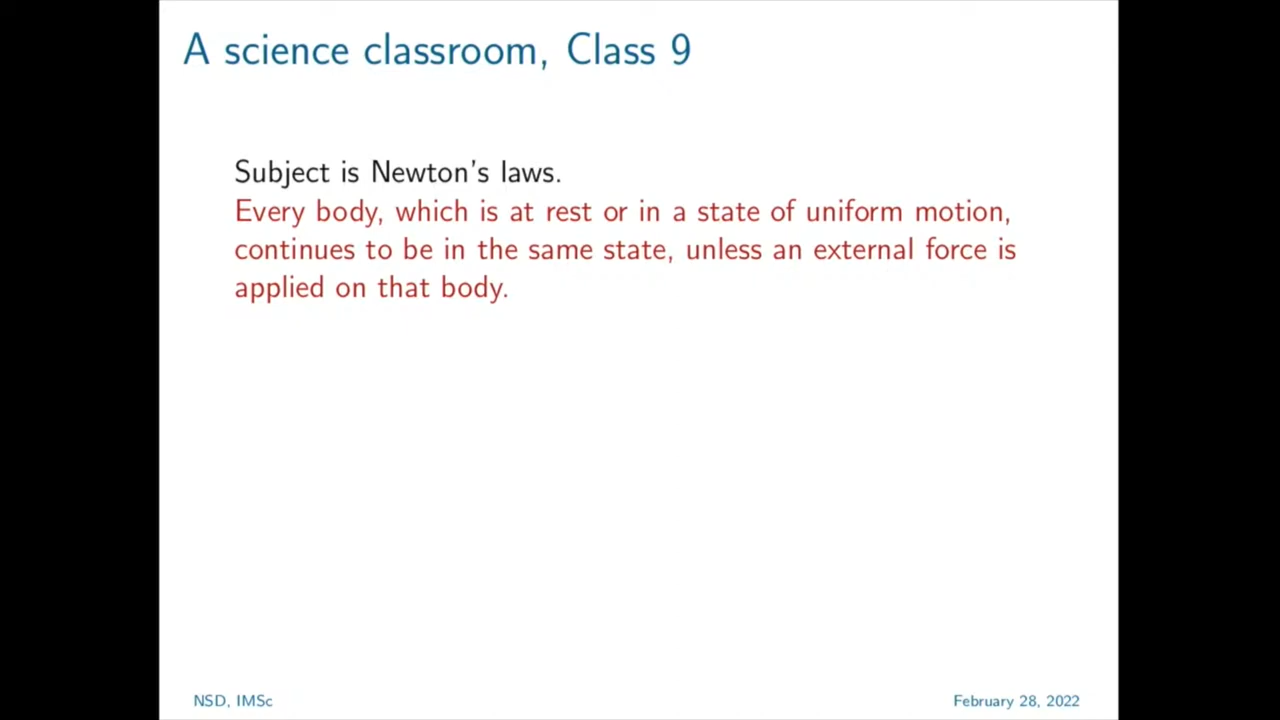 A science classroom, Class 9
Subject is Newton's laws.
Every body, which is at rest or in a state of uniform motion,
continues to be in the same state, unless an external force is
applied on that body.
NSD, IMSc
February 28, 2022